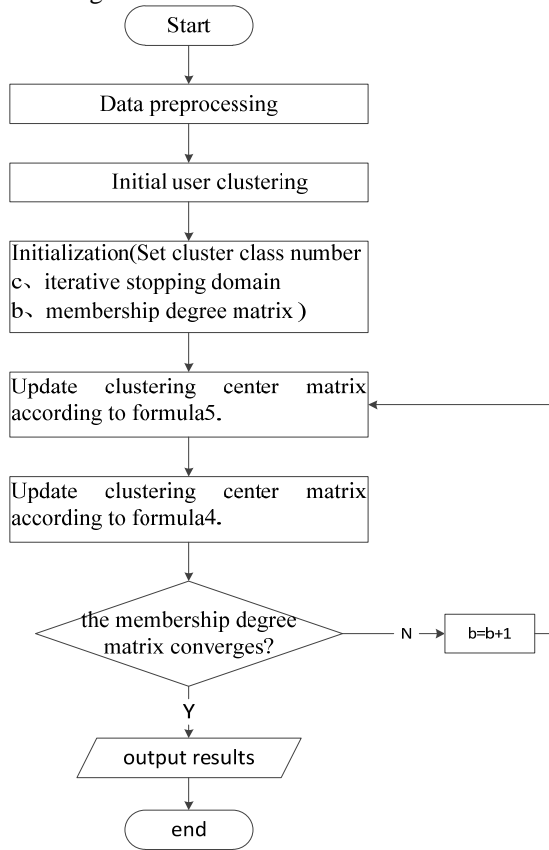 Start
Data preprocessing
Initial user clustering
Initialization(Set cluster class number
c、iterative stopping domain
b、membership degree matrix )
Update clustering center matrix
according to formula5.
Update clustering center matrix
according to formula4.
the membership degree
matrix converges?
N
b=b+1
Y
output results
end